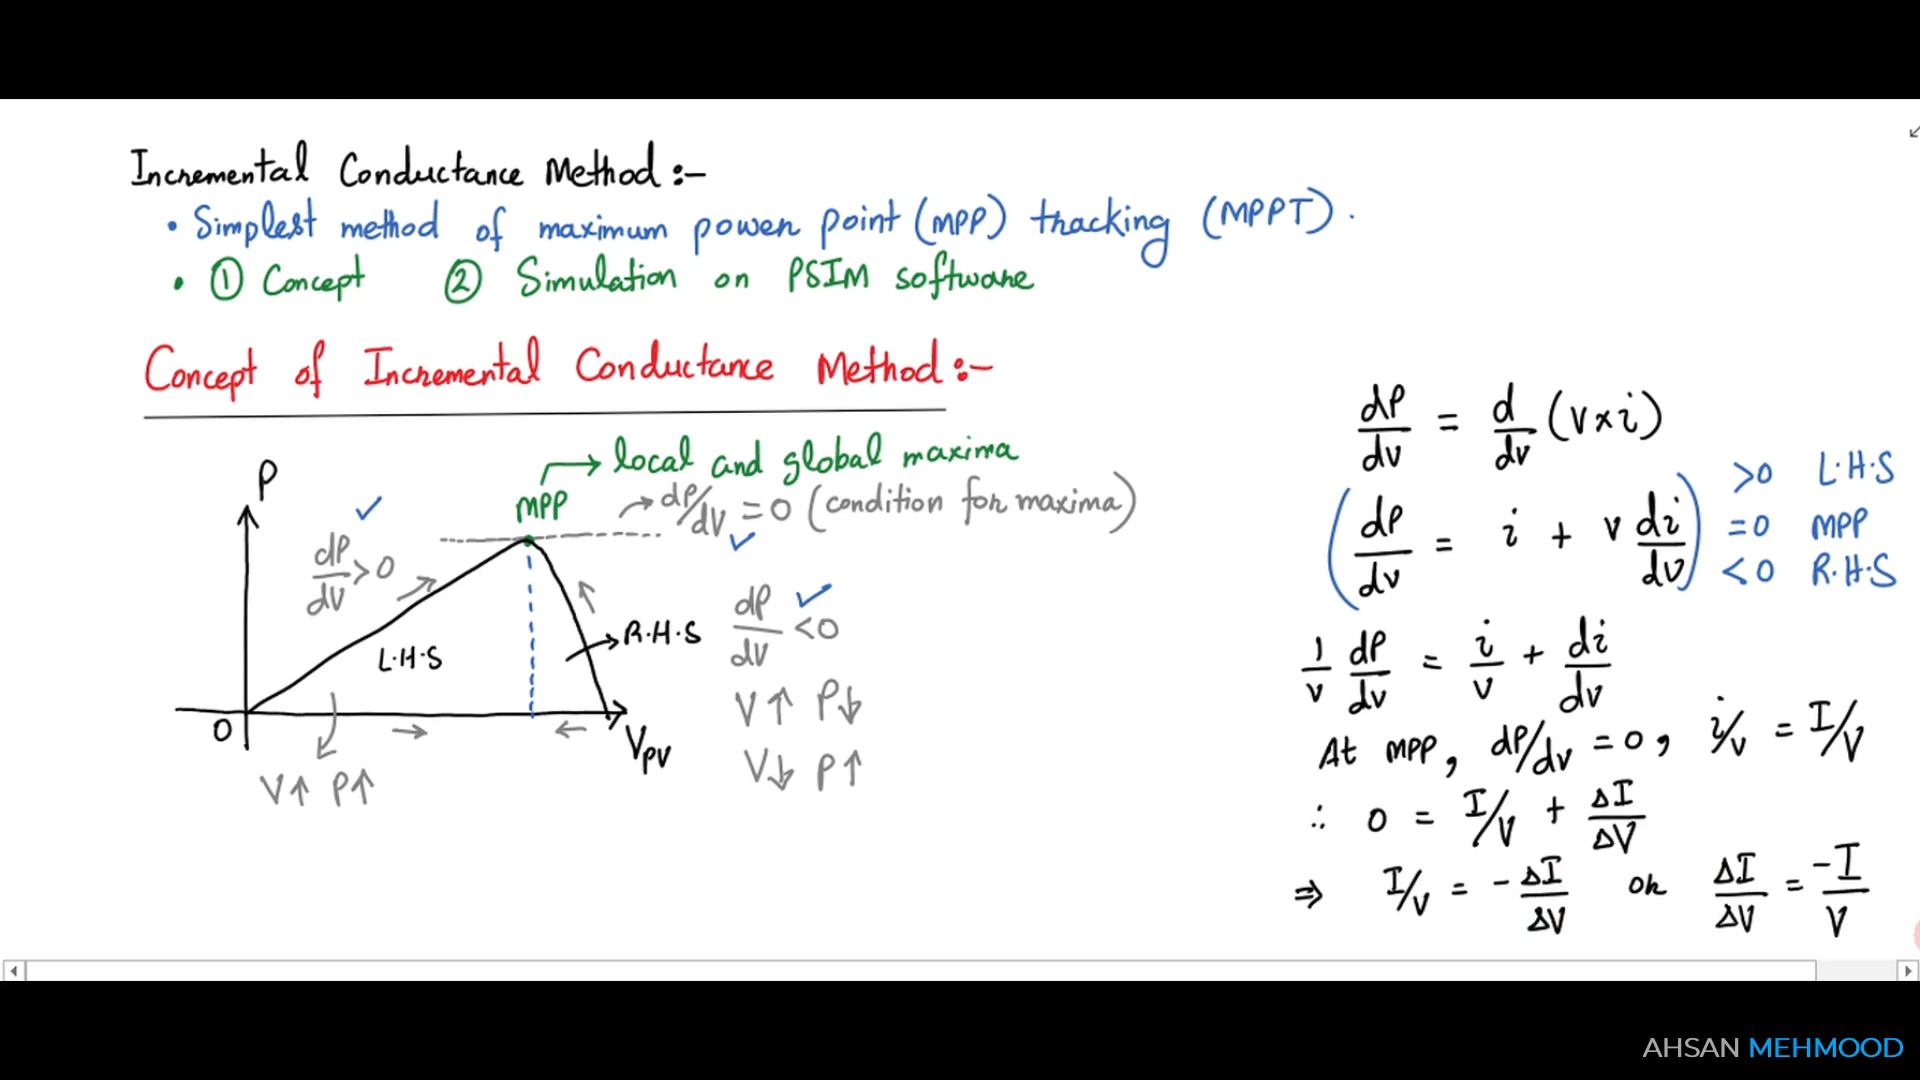 Incremental Conductance Method :-
• Simplest method of maximum power point (MPP) tracking (MPPT).
• ① Concept ② Simulation on PSIM software
Concept of Incremental Conductance Method :-
P
MPP → local and global maxima
→ dP/dV = 0 (condition for maxima)
dP/dV > 0
L.H.S
R.H.S
dP/dV < 0
V↑ P↓
V↓ P↑
0
Vpv
V↑ P↑
dP/dv = d/dv (v × i)
(dP/dv = i + v di/dv) >0 L.H.S
=0 MPP
<0 R.H.S
1/v dP/dv = i/v + di/dv
At MPP, dP/dv = 0, i/v = I/V
∴ 0 = I/V + ΔI/ΔV
⇒ I/V = -ΔI/ΔV or ΔI/ΔV = -I/V
AHSAN MEHMOOD